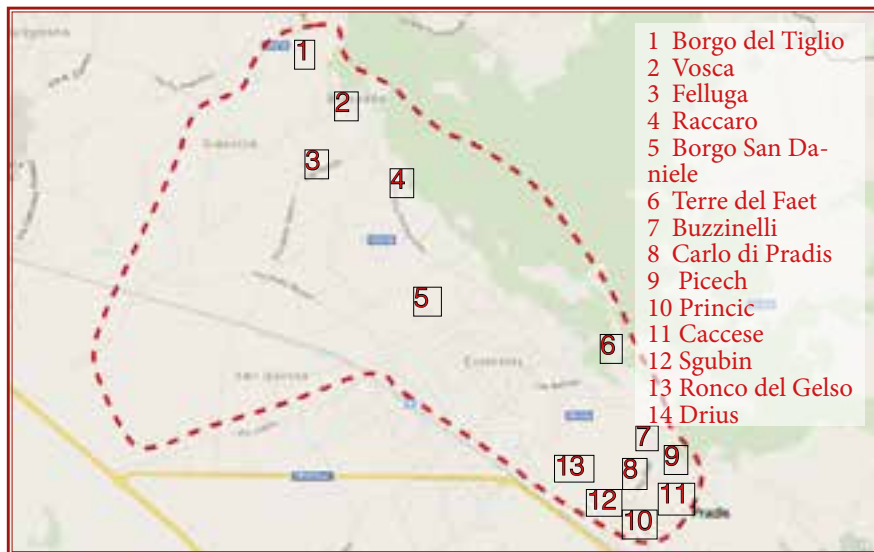 1 Borgo del Tiglio
2 Vosca
3 Felluga
4 Raccaro
5 Borgo San Da-
niele
6 Terre del Faet
7 Buzzinelli
8 Carlo di Pradis
9 Picech
10 Princic
11 Caccese
12 Sgubin
13 Ronco del Gelso
14 Drius
1
2
3
4
5
6
7
13
8
9
12
11
10
Pradis